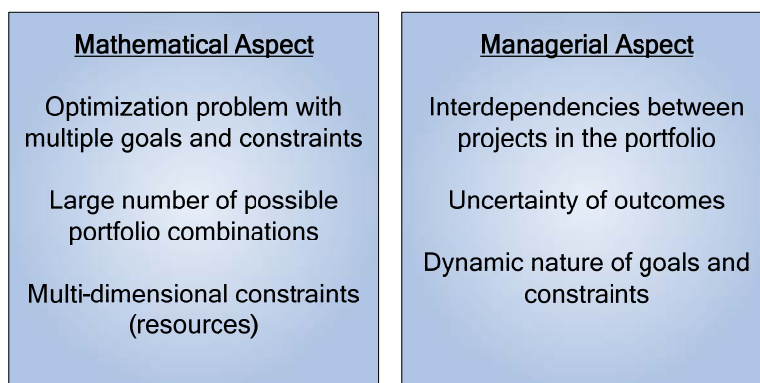 Mathematical Aspect
Optimization problem with
multiple goals and constraints
Large number of possible
portfolio combinations
Multi-dimensional constraints
(resources)
Managerial Aspect
Interdependencies between
projects in the portfolio
Uncertainty of outcomes
Dynamic nature of goals and
constraints